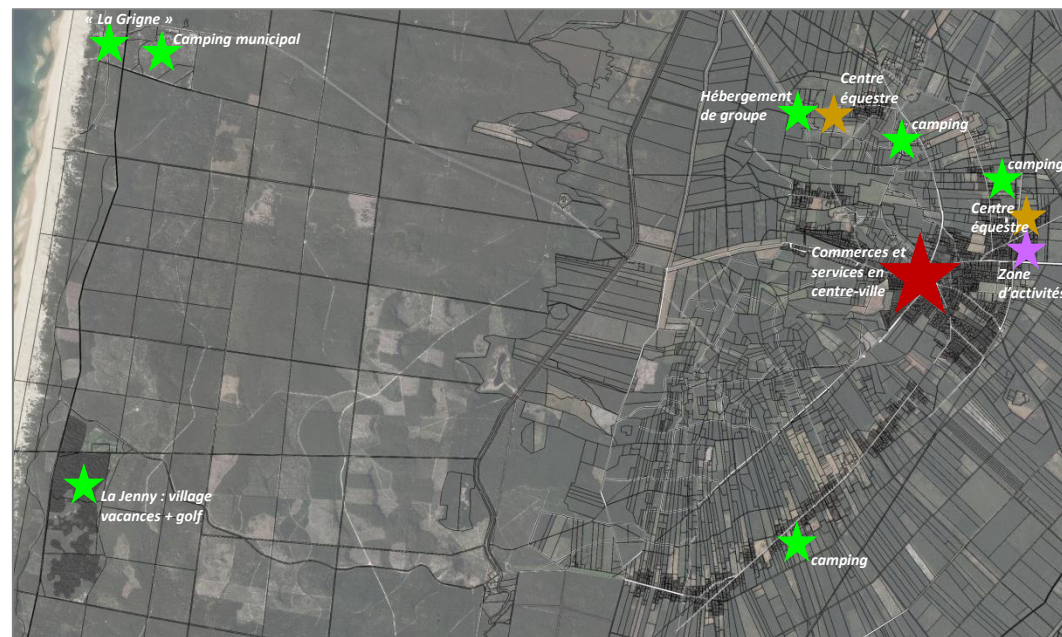 « La Grigne »
Camping municipal
Hébergement
de groupe
Centre
équestre
camping
camping
Centre
équestre
Commerces et
services en
centre-ville
Zone
d'activités
La Jenny : village
vacances + golf
camping